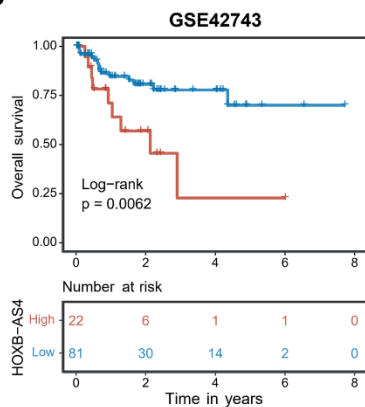 GSE42743
Overall survival
1.00
0.75
0.50
0.25
0.00
Log−rank
p = 0.0062
0 2 4 6 8
Number at risk
HOXB−AS4
High 22 6 1 1 0
Low 81 30 14 2 0
0 2 4 6 8
Time in years